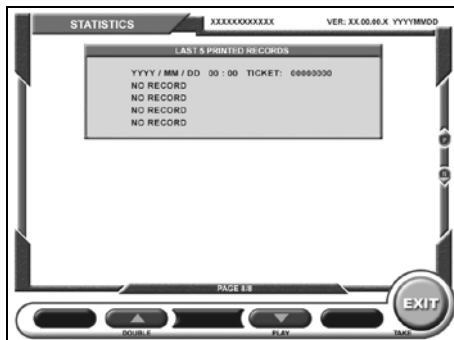 STATISTICS XXXXXXXXXXXX VER: XX.00.00.X YYYYMMDD
LAST 5 PRINTED RECORDS
YYYY / MM / DD 00 : 00 TICKET: 00000000
NO RECORD
NO RECORD
NO RECORD
NO RECORD
PAGE 8/8
EXIT
DOUBLE PLAY TAKE